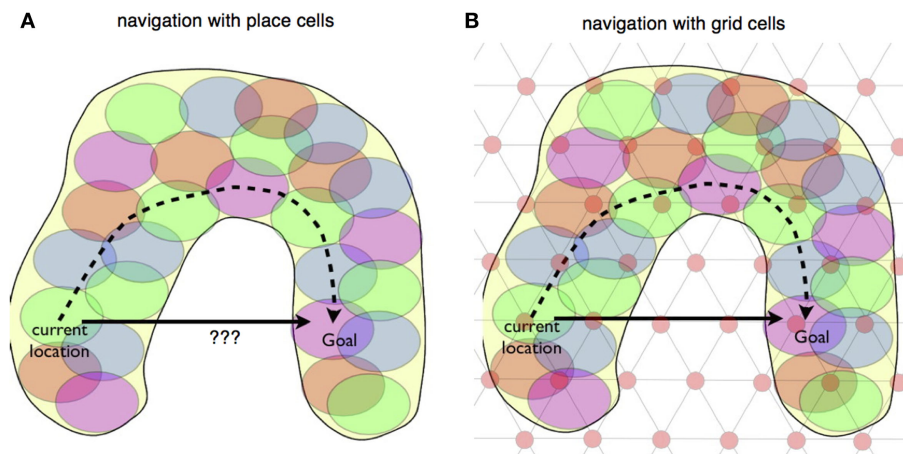 A
navigation with place cells
current
location
???
Goal
B
navigation with grid cells
current
location
Goal